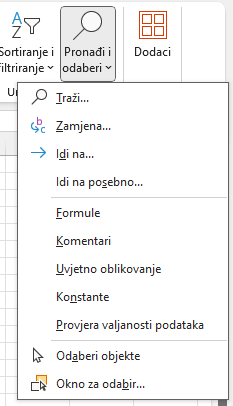 Sortiranje i
filtriranje
Pronađi i
odaberi
Dodaci
Traži...
Zamjena...
Idi na...
Idi na posebno...
Formule
Komentari
Uvjetno oblikovanje
Konstante
Provjera valjanosti podataka
Odaberi objekte
Okno za odabir...